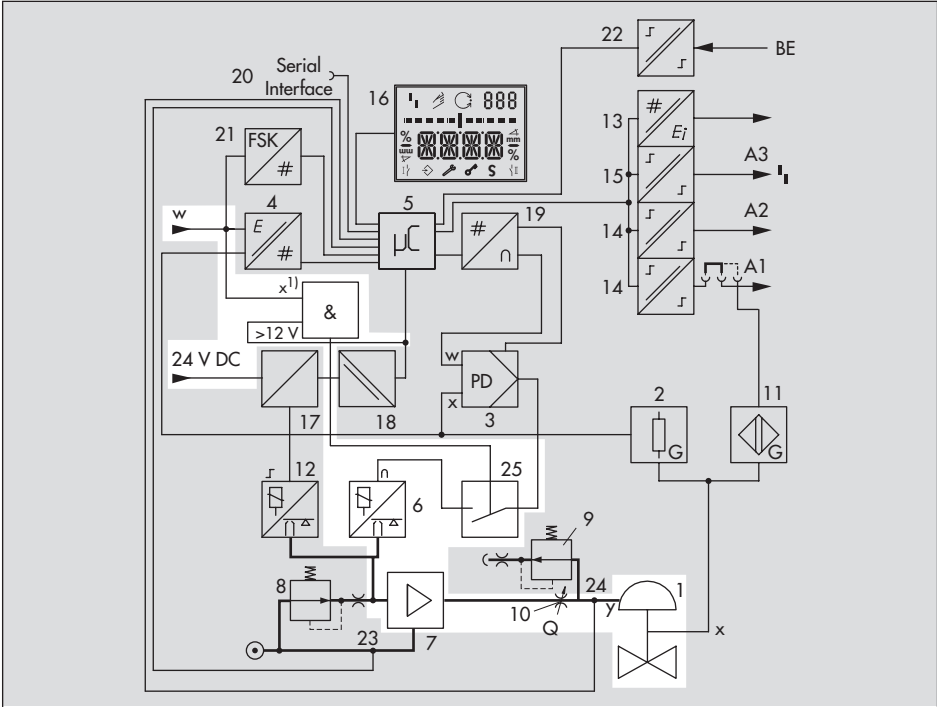 22
BE
20
Serial
Interface
16
888
%
mm
mm
%
S
13
#
Ei
21
FSK
#
15
A3
w
4
E
#
5
µC
19
#
n
14
A2
14
A1
x1)
&
>12 V
24 V DC
17
18
w
PD
x
3
2
G
11
G
12
6
n
25
9
8
24
1
10
Q
y
x
7
23